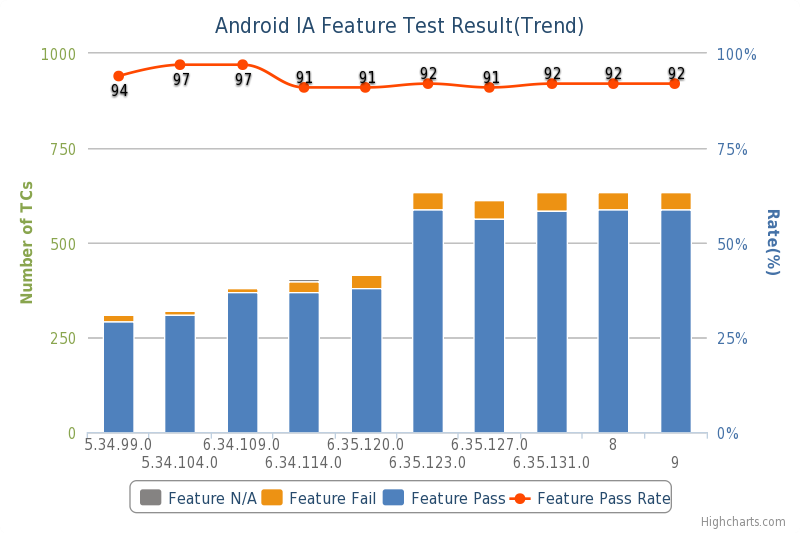 Android IA Feature Test Result(Trend)
1000 100%
94 97 97 91 91 92 91 92 92 92
750 75%
Number of TCs
500 50%
Rate(%)
250 25%
0 0%
5.34.99.0 6.34.109.0 6.35.120.0 6.35.127.0 8
5.34.104.0 6.34.114.0 6.35.123.0 6.35.131.0 9
Feature N/A Feature Fail Feature Pass Feature Pass Rate
Highcharts.com